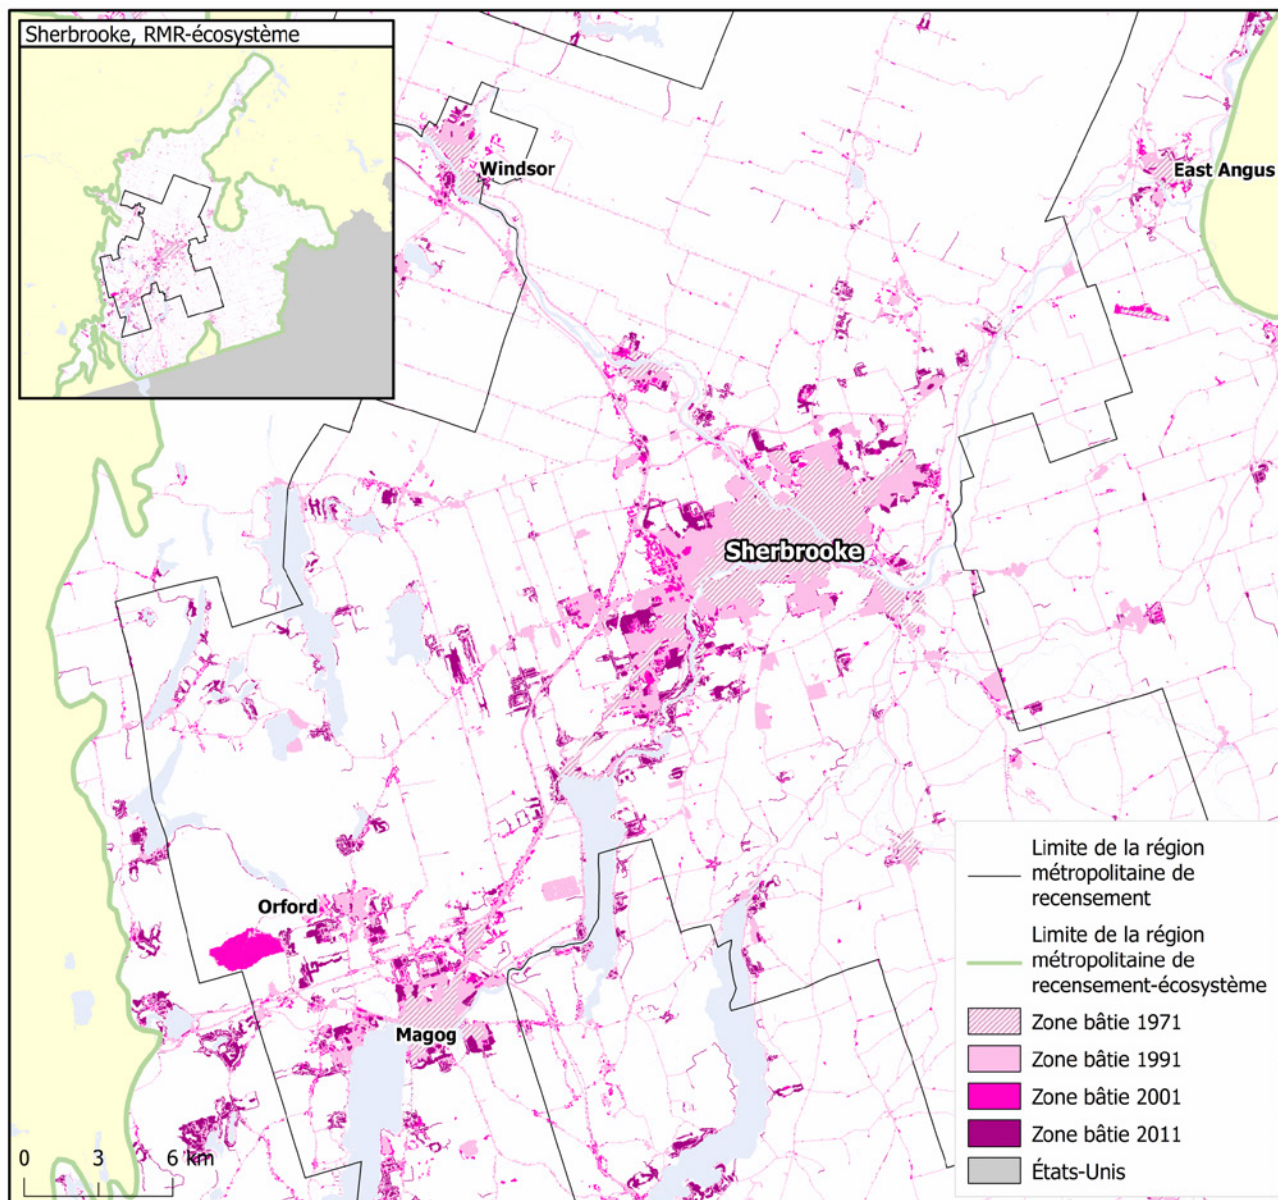 Sherbrooke, RMR-écosystème
Windsor
East Angus
Sherbrooke
Orford
Magog
Limite de la région
métropolitaine de
recensement
Limite de la région
métropolitaine de
recensement-écosystème
Zone bâtie 1971
Zone bâtie 1991
Zone bâtie 2001
Zone bâtie 2011
États-Unis
0 3 6 km